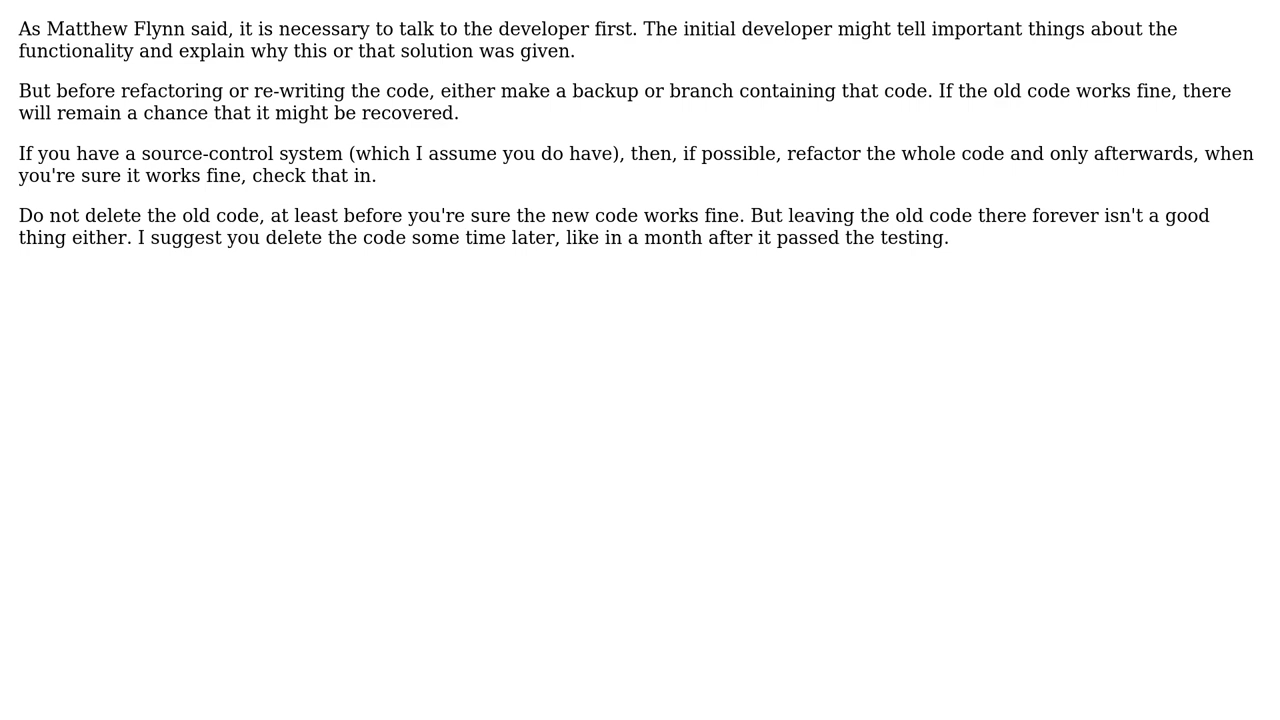 As Matthew Flynn said, it is necessary to talk to the developer first. The initial developer might tell important things about the
functionality and explain why this or that solution was given.
But before refactoring or re-writing the code, either make a backup or branch containing that code. If the old code works fine, there
will remain a chance that it might be recovered.
If you have a source-control system (which I assume you do have), then, if possible, refactor the whole code and only afterwards, when
you're sure it works fine, check that in.
Do not delete the old code, at least before you're sure the new code works fine. But leaving the old code there forever isn't a good
thing either. I suggest you delete the code some time later, like in a month after it passed the testing.